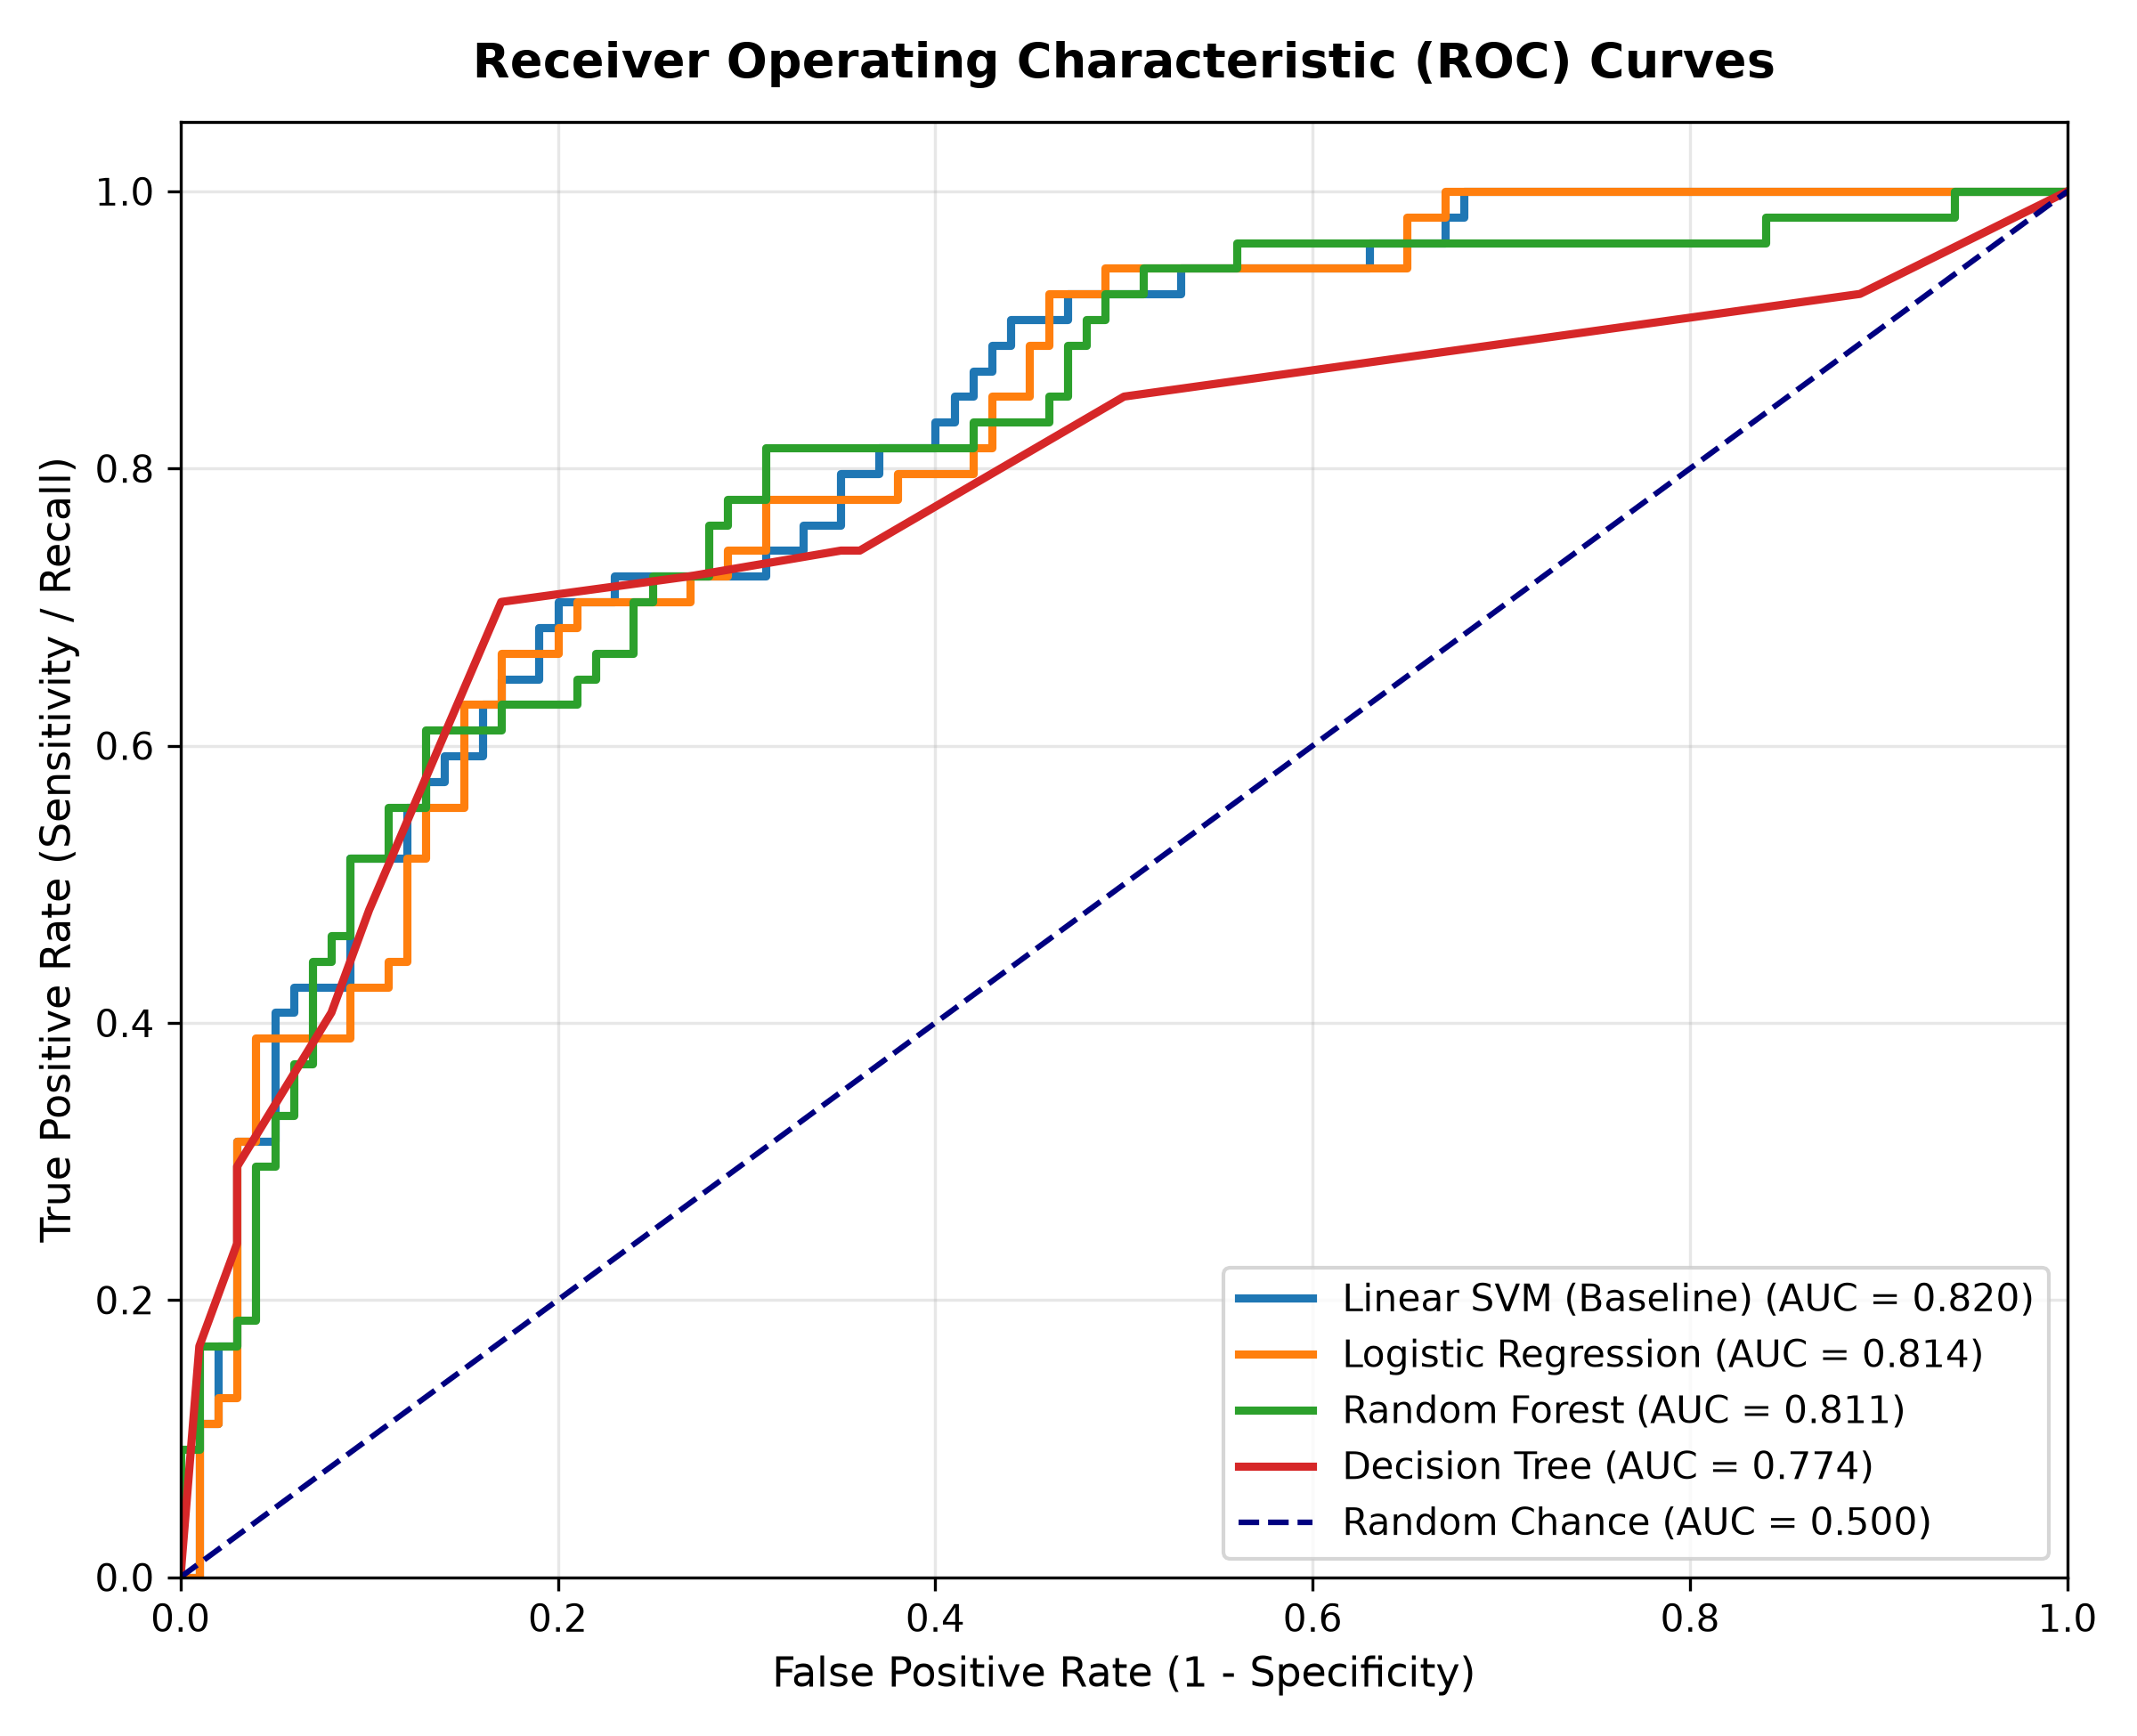 Receiver Operating Characteristic (ROC) Curves
True Positive Rate (Sensitivity / Recall)
1.0
0.8
0.6
0.4
0.2
0.0
0.0 0.2 0.4 0.6 0.8 1.0
False Positive Rate (1 - Specificity)
Linear SVM (Baseline) (AUC = 0.820)
Logistic Regression (AUC = 0.814)
Random Forest (AUC = 0.811)
Decision Tree (AUC = 0.774)
Random Chance (AUC = 0.500)